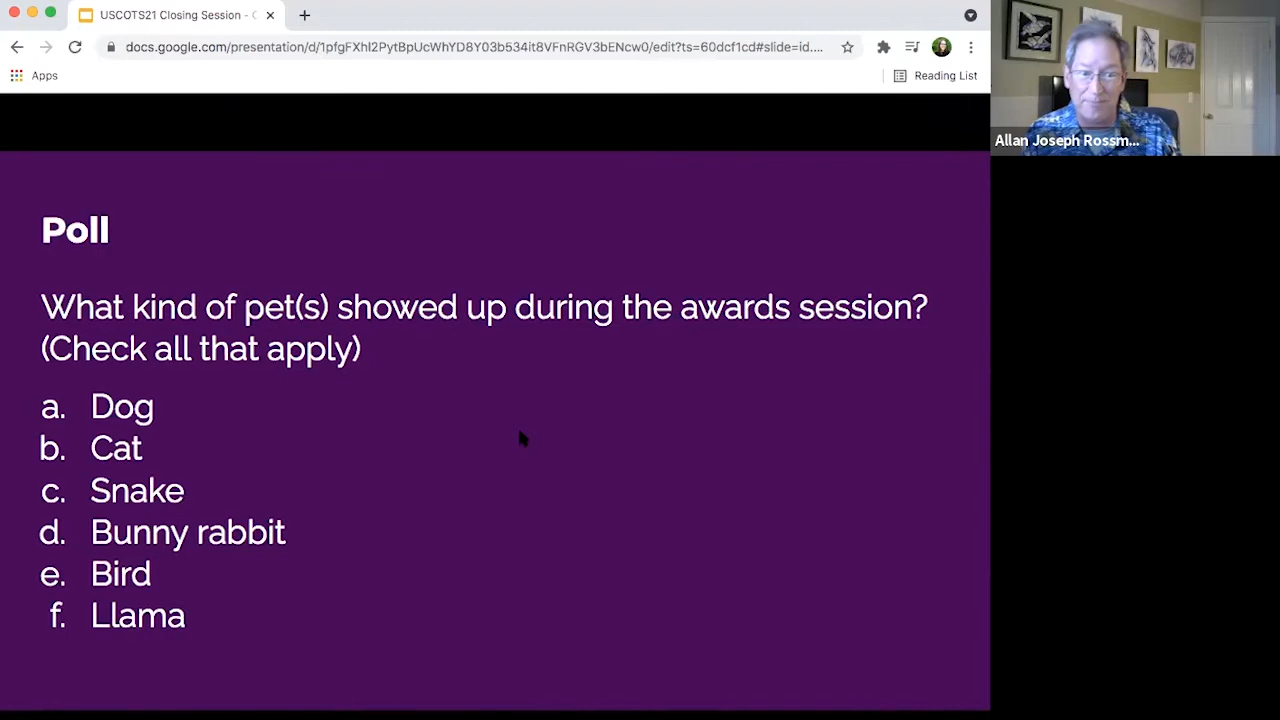 USCOTS21 Closing Session - C
docs.google.com/presentation/d/1pfgFXhI2PytBpUcWhYD8Y03b534it8VFnRGV3bENcw0/edit?ts=60dcf1cd#slide=id....
Apps
Reading List
Allan Joseph Rossm...
Poll
What kind of pet(s) showed up during the awards session?
(Check all that apply)
a. Dog
b. Cat
c. Snake
d. Bunny rabbit
e. Bird
f. Llama